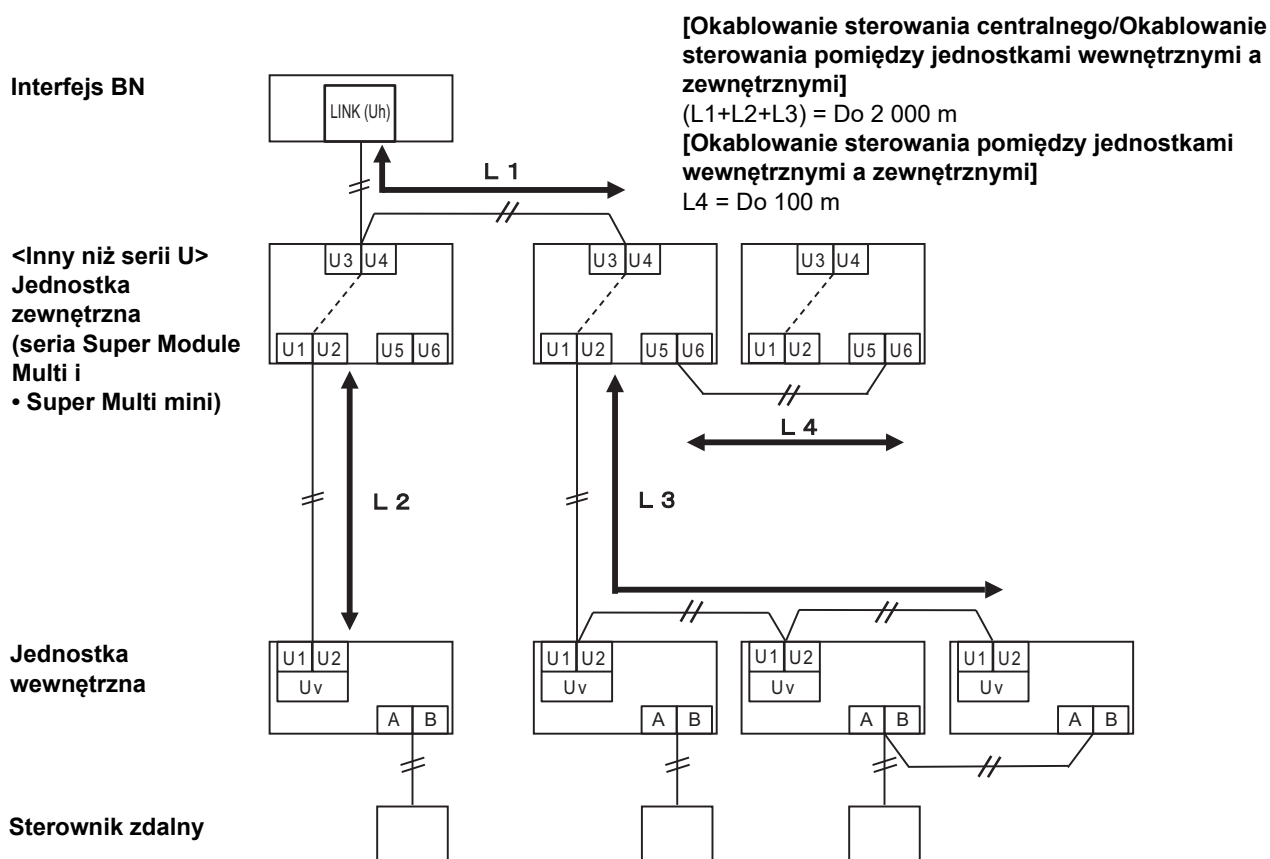 [Okablowanie sterowania centralnego/Okablowanie
sterowania pomiędzy jednostkami wewnętrznymi a
zewnętrznymi]
(L1+L2+L3) = Do 2 000 m
[Okablowanie sterowania pomiędzy jednostkami
wewnętrznymi a zewnętrznymi]
L4 = Do 100 m
Interfejs BN
LINK (Uh)
L 1
<Inny niż serii U>
Jednostka
zewnętrzna
(seria Super Module
Multi i
• Super Multi mini)
U3 U4
U3 U4
U3 U4
U1 U2 U5 U6
U1 U2 U5 U6
U1 U2 U5 U6
L 4
L 2
L 3
Jednostka
wewnętrzna
U1 U2
Uv
A B
U1 U2
Uv
A B
U1 U2
Uv
A B
U1 U2
Uv
A B
Sterownik zdalny